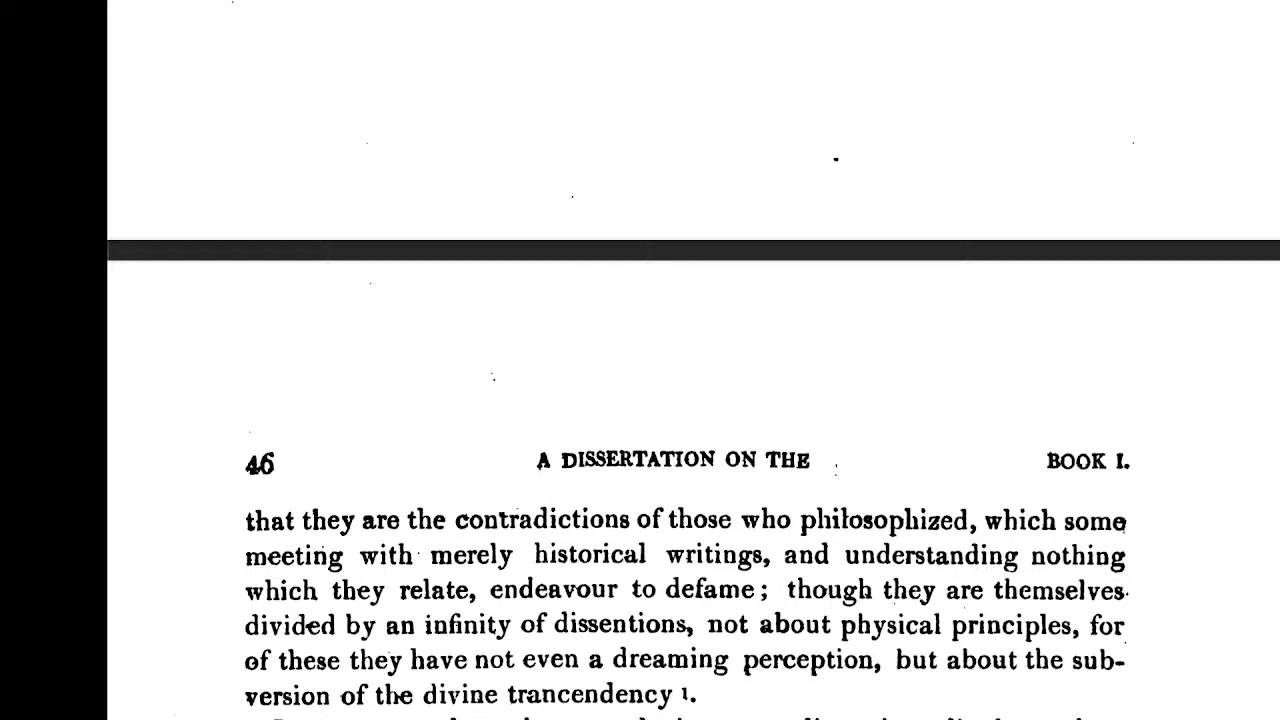 46 A DISSERTATION ON THE BOOK I.
that they are the contradictions of those who philosophized, which some
meeting with merely historical writings, and understanding nothing
which they relate, endeavour to defame; though they are themselves
divided by an infinity of dissentions, not about physical principles, for
of these they have not even a dreaming perception, but about the sub-
version of the divine trancendency 1.